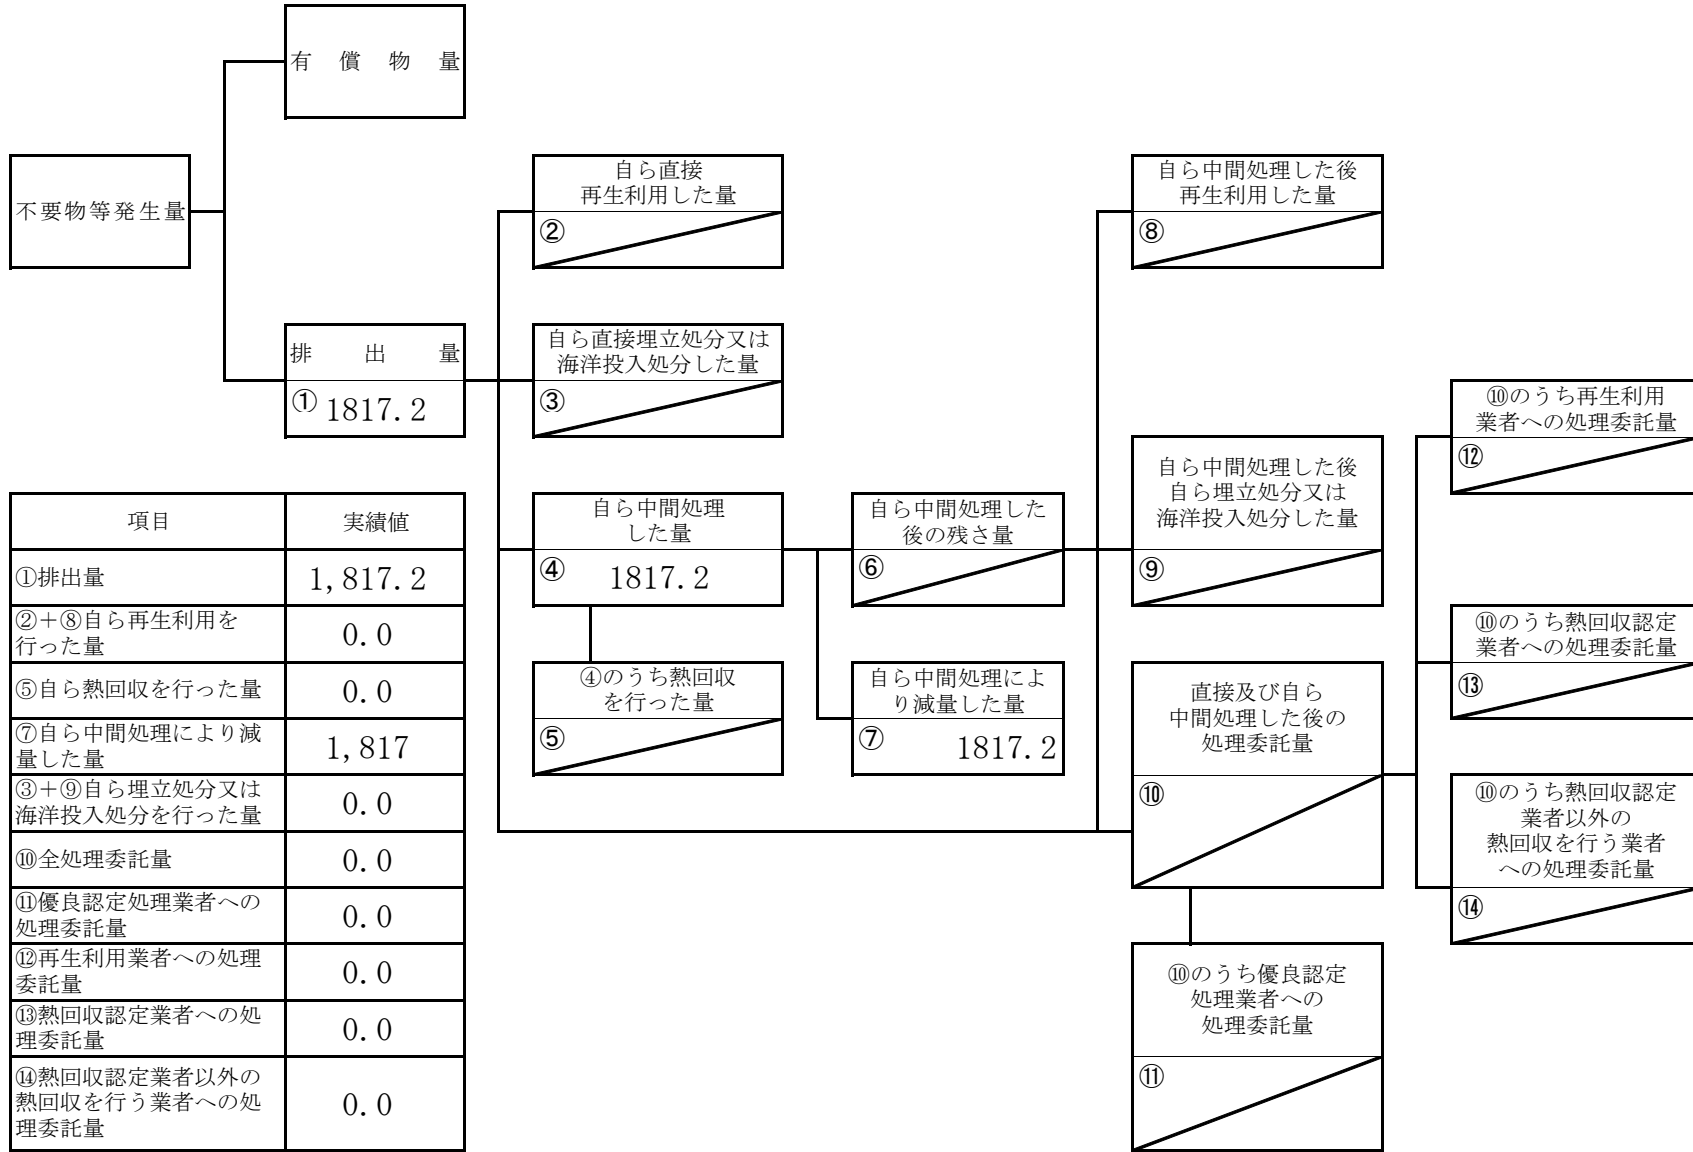 有償物量
不要物等発生量
排出量
① 1817.2
自ら直接
再生利用した量
②
自ら直接埋立処分又は
海洋投入処分した量
③
自ら中間処理
した量
④ 1817.2
④のうち熱回収
を行った量
⑤
自ら中間処理した
後の残さ量
⑥
自ら中間処理によ
り減量した量
⑦ 1817.2
自ら中間処理した後
再生利用した量
⑧
自ら中間処理した後
自ら埋立処分又は
海洋投入処分した量
⑨
直接及び自ら
中間処理した後の
処理委託量
⑩
⑩のうち優良認定
処理業者への
処理委託量
⑪
⑩のうち再生利用
業者への処理委託量
⑫
⑩のうち熱回収認定
業者への処理委託量
⑬
⑩のうち熱回収認定
業者以外の
熱回収を行う業者
への処理委託量
⑭
項目 実績値
①排出量 1,817.2
②＋⑧自ら再生利用を
行った量 0.0
⑤自ら熱回収を行った量 0.0
⑦自ら中間処理により減
量した量 1,817
③＋⑨自ら埋立処分又は
海洋投入処分を行った量 0.0
⑩全処理委託量 0.0
⑪優良認定処理業者への
処理委託量 0.0
⑫再生利用業者への処理
委託量 0.0
⑬熱回収認定業者への処
理委託量 0.0
⑭熱回収認定業者以外の
熱回収を行う業者への処
理委託量 0.0